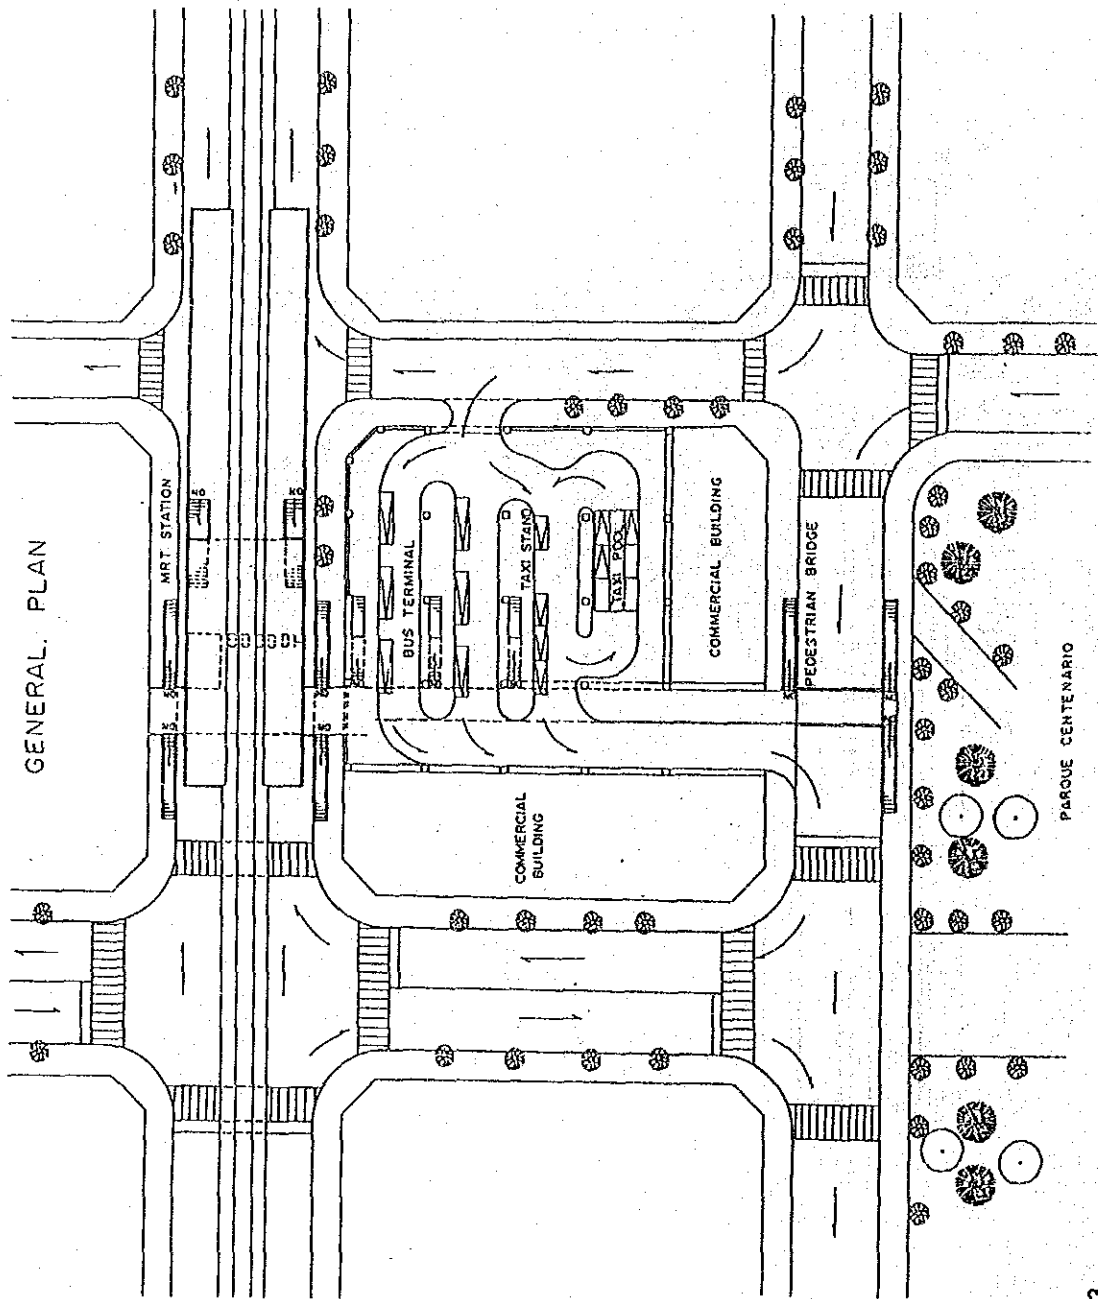 GENERAL. PLAN
MRT STATION
BUS TERMINAL
TAXI STAND
TAXI POOL
COMMERCIAL BUILDING
PEDESTRIAN BRIDGE
COMMERCIAL
BUILDING
PARQUE CENTENARIO